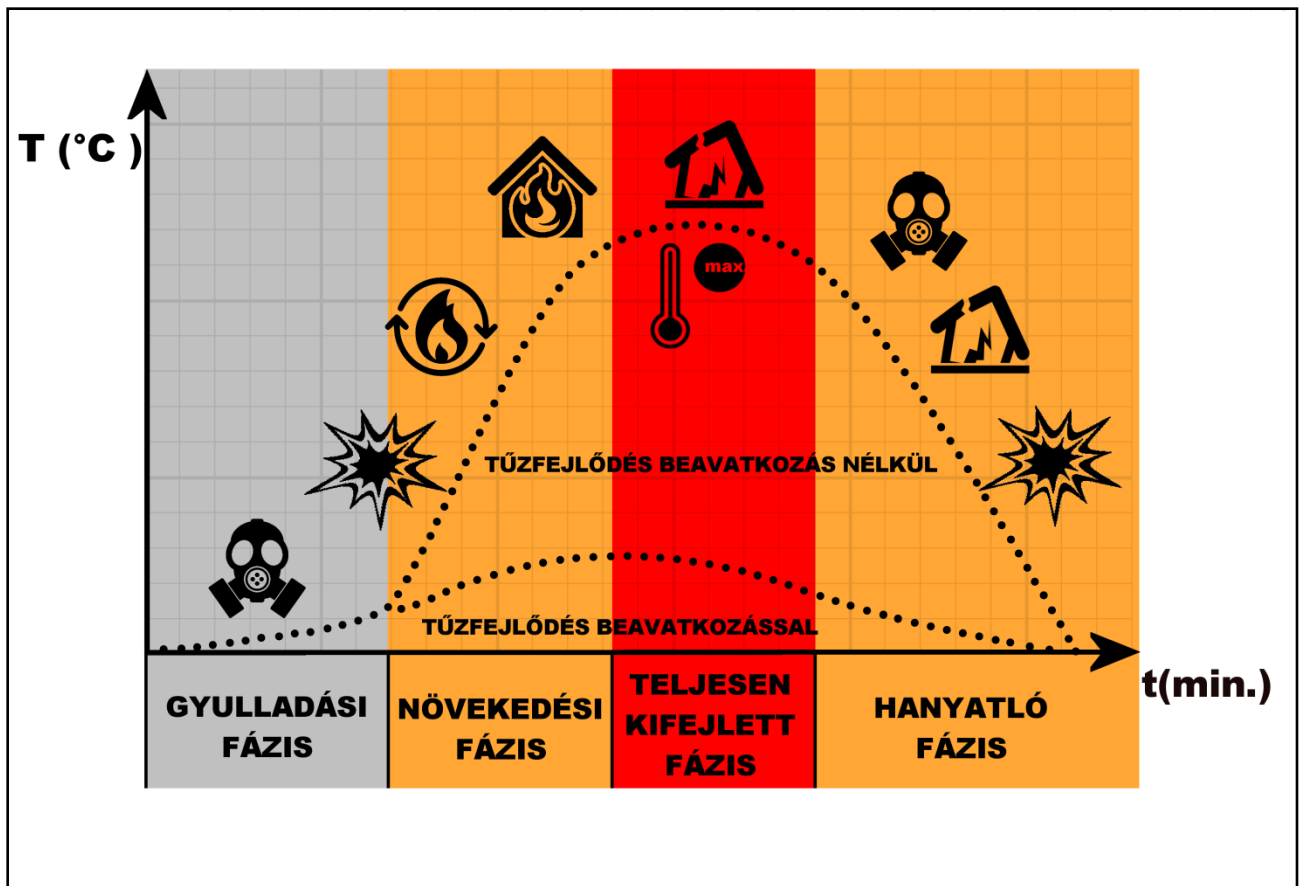 T (°C )
max
TŰZFEJLŐDÉS BEAVATKOZÁS NÉLKÜL
TŰZFEJLŐDÉS BEAVATKOZÁSSAL
t(min.)
GYULLADÁSI
FÁZIS
NÖVEKEDÉSI
FÁZIS
TELJESEN
KIFEJLETT
FÁZIS
HANYATLÓ
FÁZIS